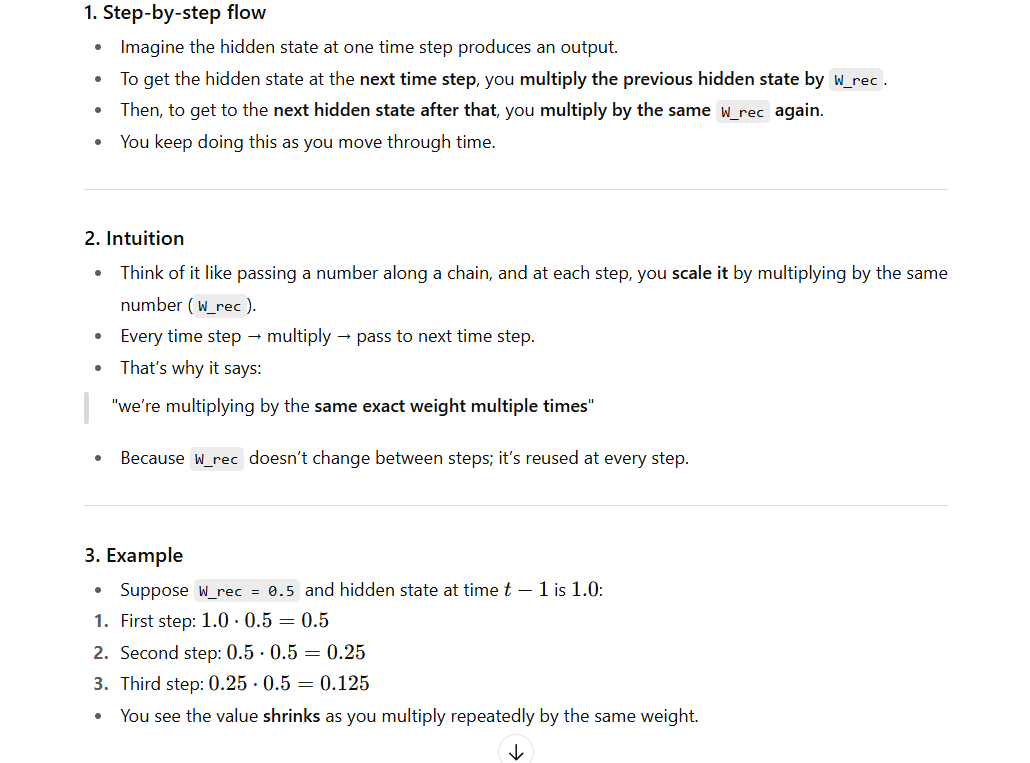 1. Step-by-step flow
• Imagine the hidden state at one time step produces an output.
• To get the hidden state at the next time step, you multiply the previous hidden state by W_rec.
• Then, to get to the next hidden state after that, you multiply by the same W_rec again.
• You keep doing this as you move through time.
2. Intuition
• Think of it like passing a number along a chain, and at each step, you scale it by multiplying by the same
number (W_rec).
• Every time step → multiply → pass to next time step.
• That’s why it says:
"we’re multiplying by the same exact weight multiple times"
• Because W_rec doesn’t change between steps; it’s reused at every step.
3. Example
• Suppose W_rec = 0.5 and hidden state at time t − 1 is 1.0:
1. First step: 1.0 · 0.5 = 0.5
2. Second step: 0.5 · 0.5 = 0.25
3. Third step: 0.25 · 0.5 = 0.125
• You see the value shrinks as you multiply repeatedly by the same weight.